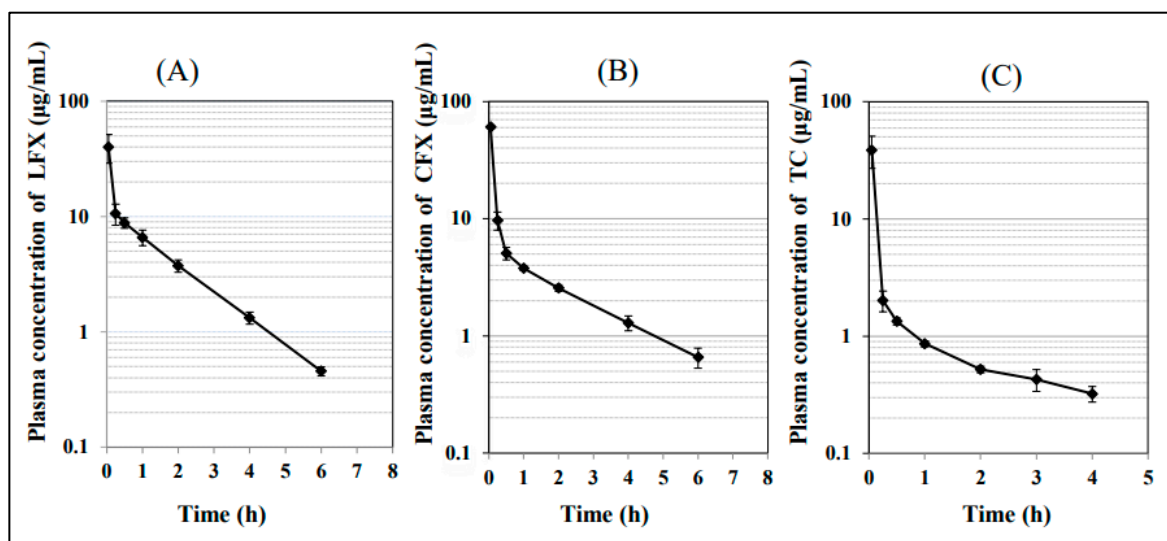 (A)
Plasma concentration of LFX (µg/mL)
100
10
1
0.1
0 1 2 3 4 5 6 7 8
Time (h)
(B)
Plasma concentration of CFX (µg/mL)
100
10
1
0.1
0 1 2 3 4 5 6 7 8
Time (h)
(C)
Plasma concentration of TC (µg/mL)
100
10
1
0.1
0 1 2 3 4 5
Time (h)